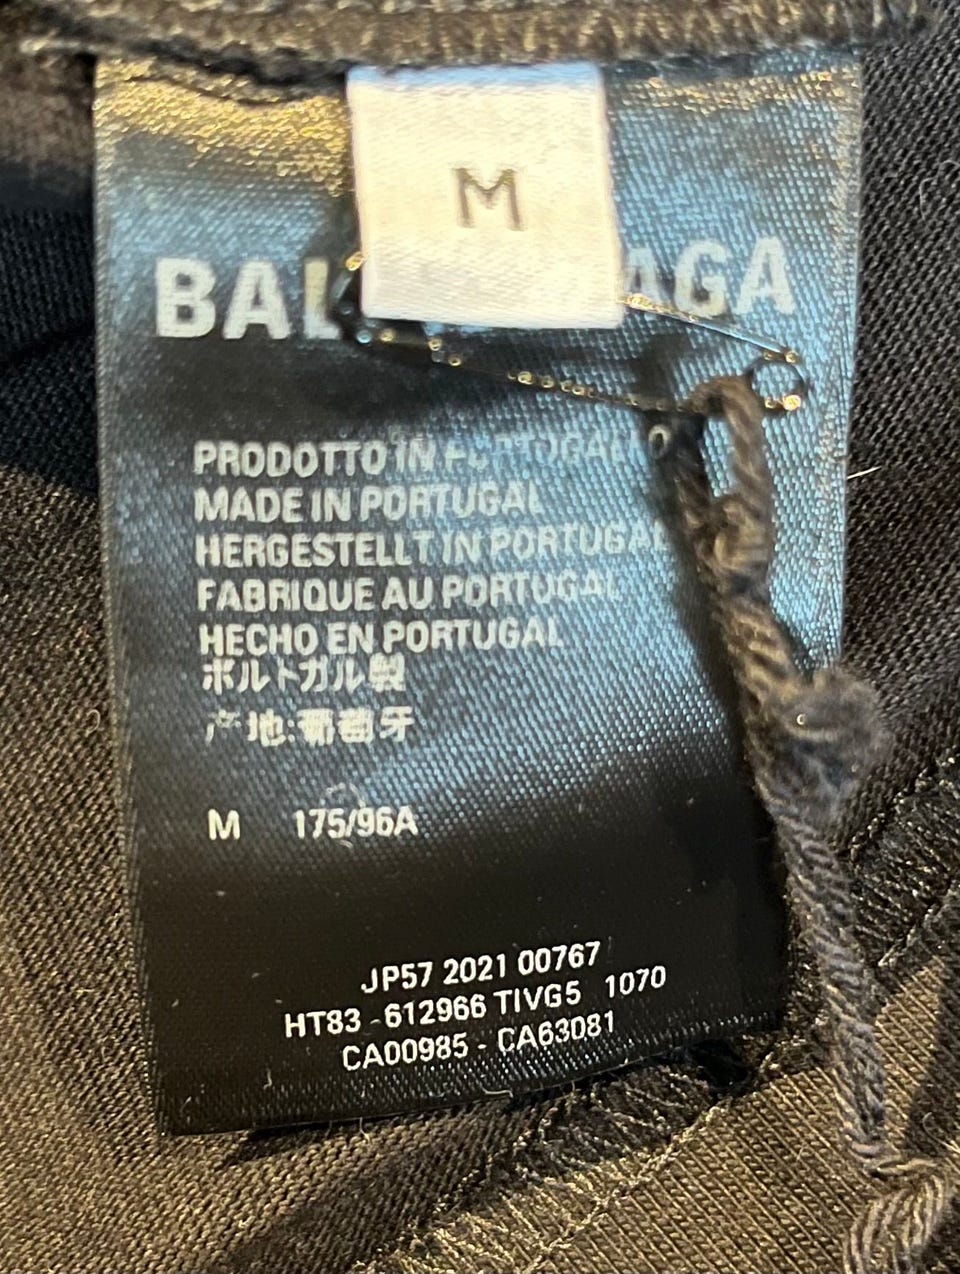 M
BAL AGA
PRODOTTO IN PORTOGALLO
MADE IN PORTUGAL
HERGESTELLT IN PORTUGAL
FABRIQUE AU PORTUGAL
HECHO EN PORTUGAL
ポルトガル製
产地:葡萄牙
M 175/96A
JP57 2021 00767
HT83 -612966 TIVG5 1070
CA00985 - CA63081